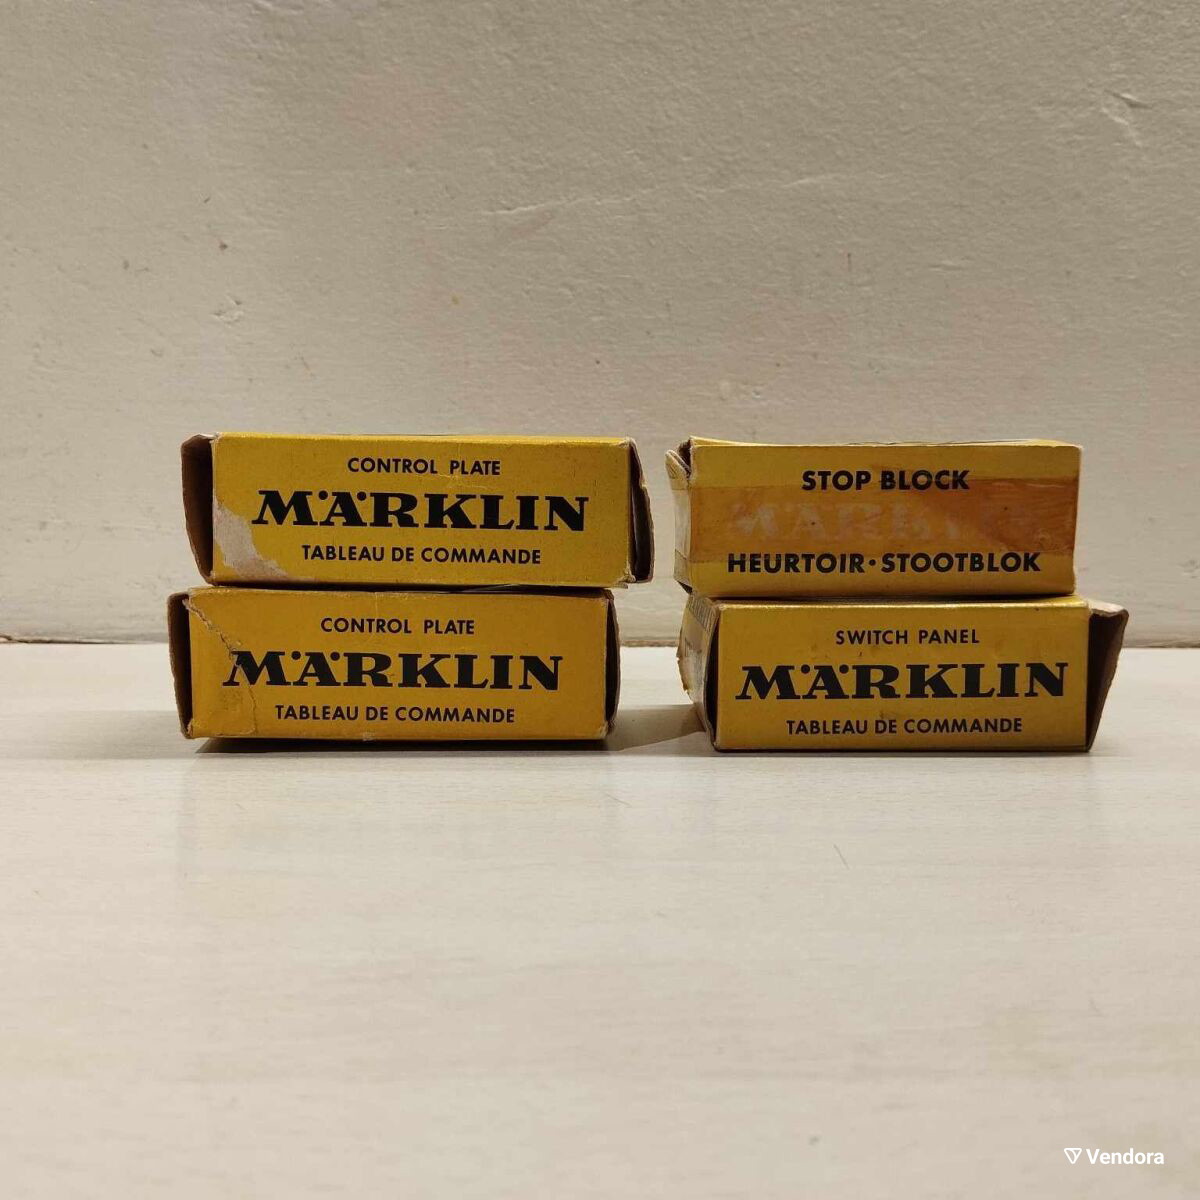 CONTROL PLATE
MÄRKLIN
TABLEAU DE COMMANDE
STOP BLOCK
MÄRKLIN
HEURTOIR·STOOTBLOK
CONTROL PLATE
MÄRKLIN
TABLEAU DE COMMANDE
SWITCH PANEL
MÄRKLIN
TABLEAU DE COMMANDE
Vendora